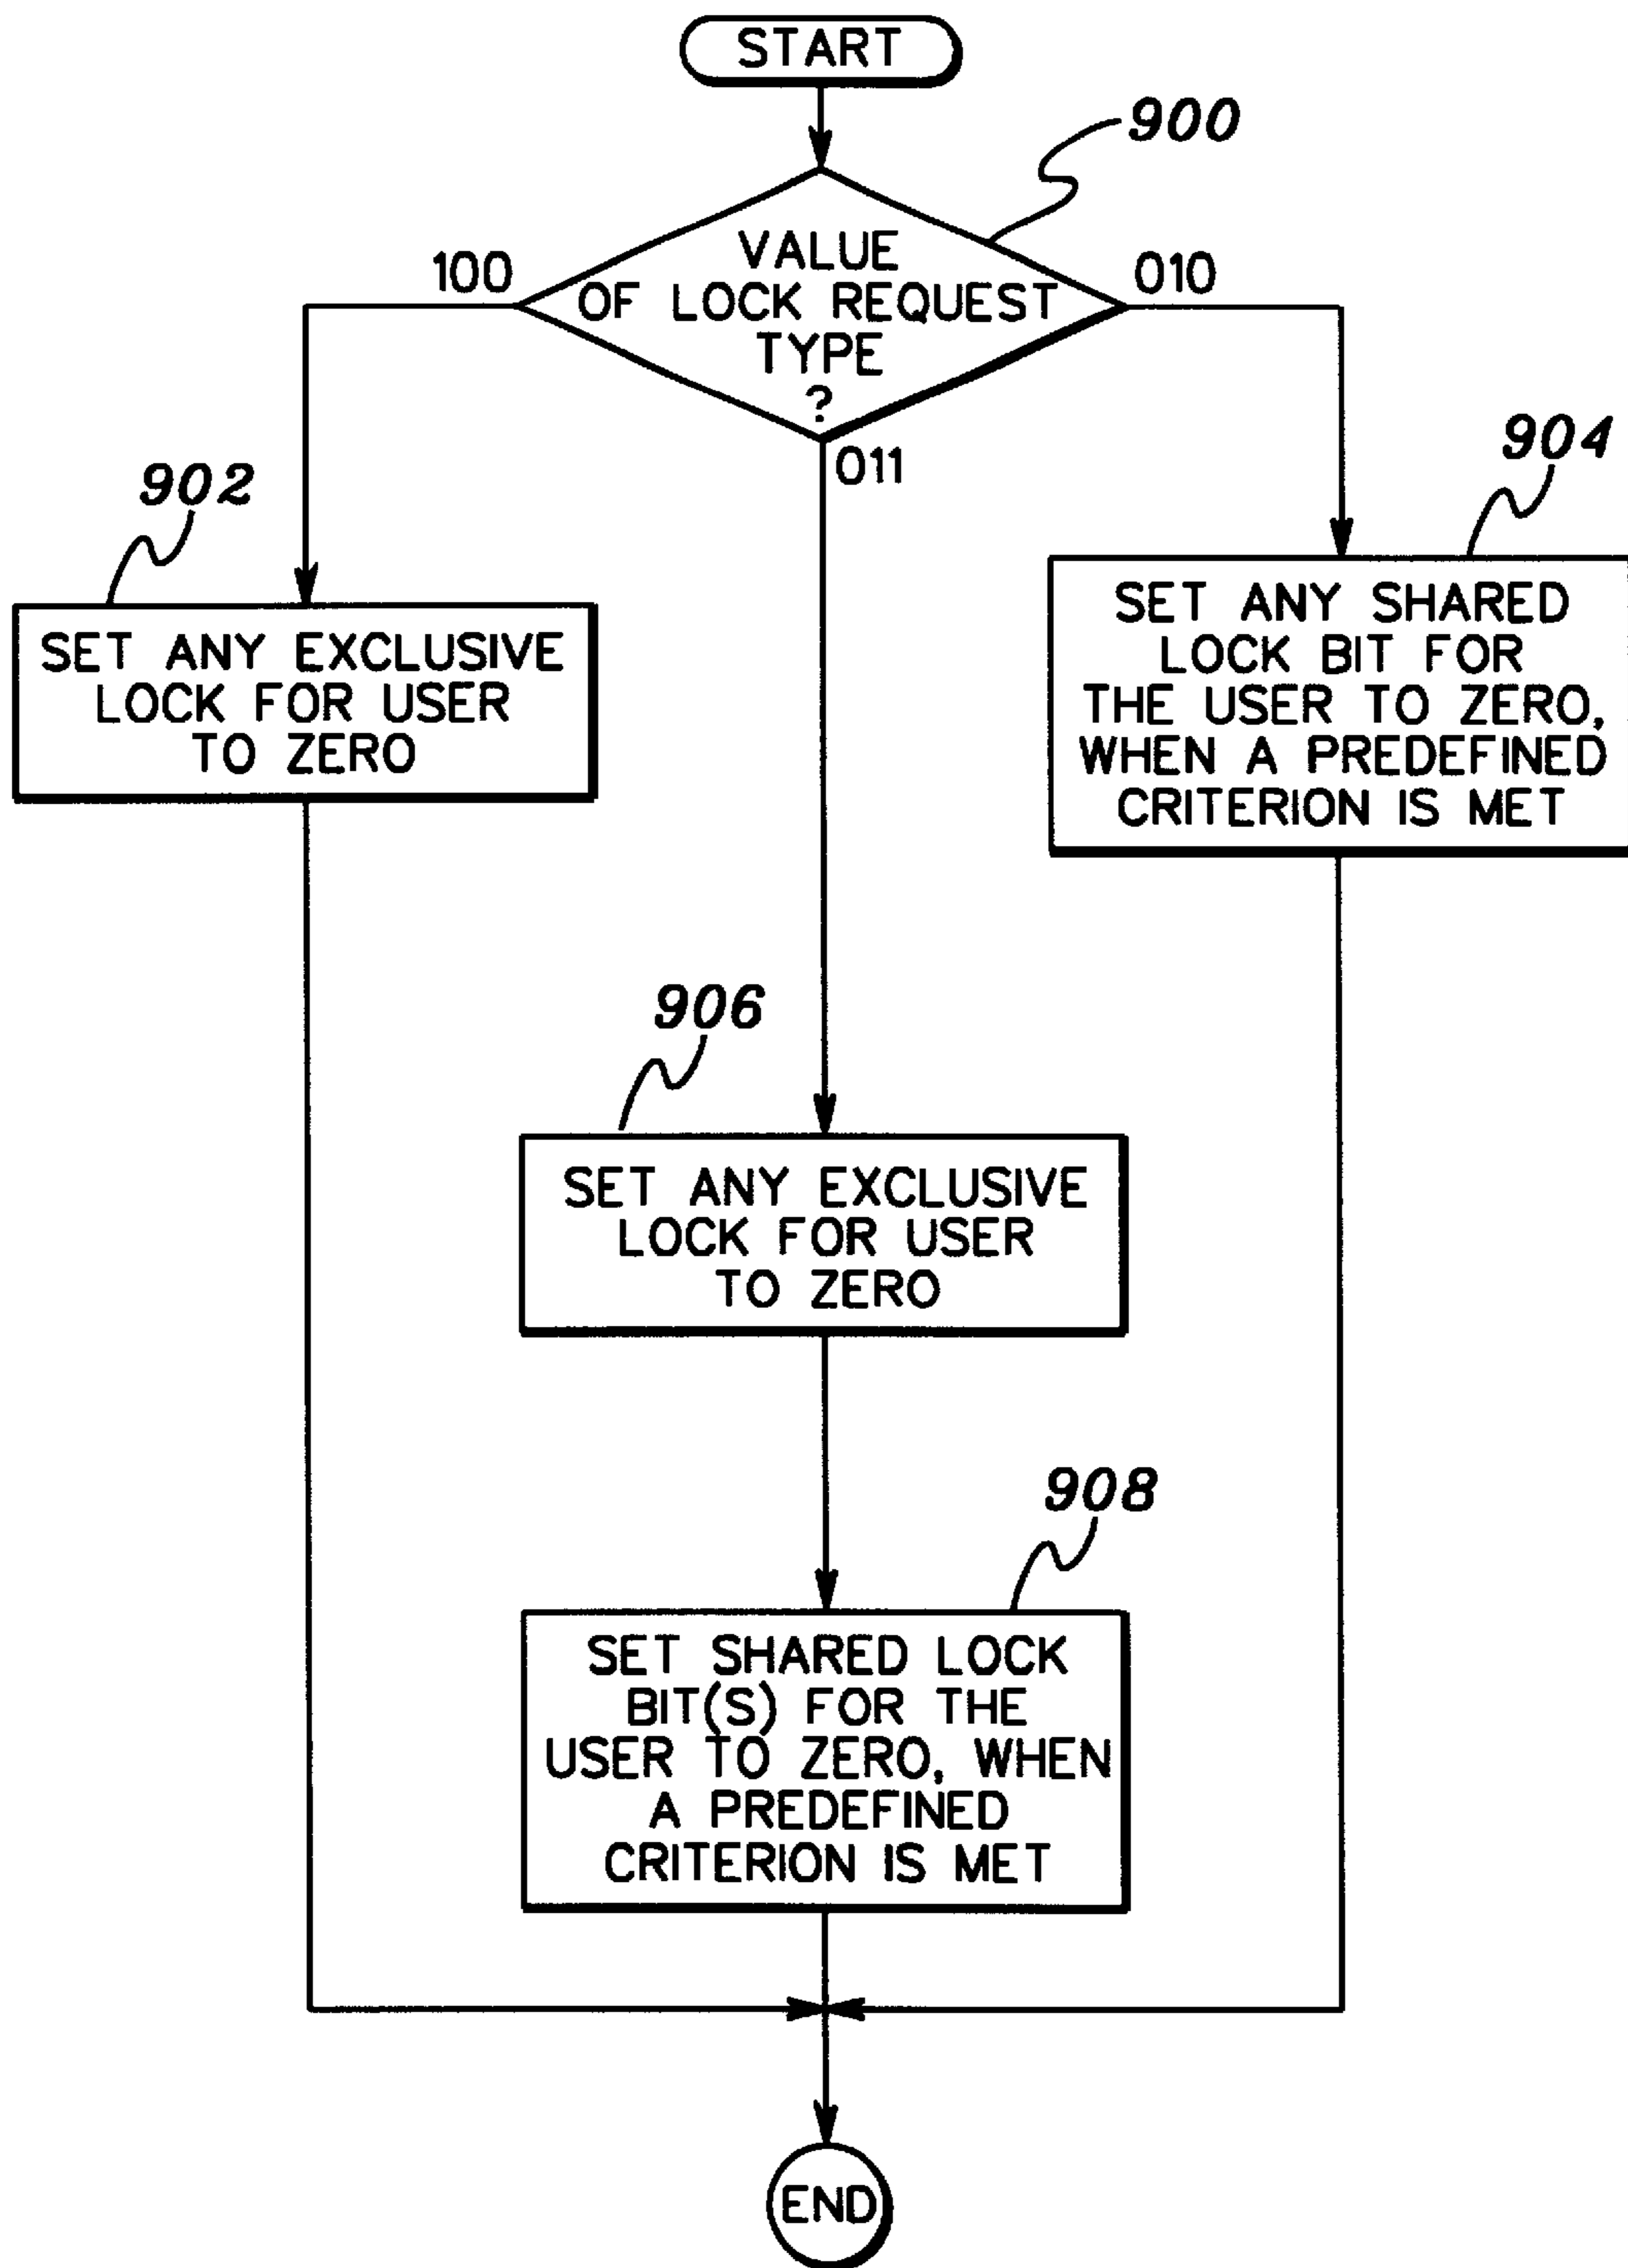 START
900
VALUE
OF LOCK REQUEST
TYPE
?
100
010
011
902
SET ANY EXCLUSIVE
LOCK FOR USER
TO ZERO
904
SET ANY SHARED
LOCK BIT FOR
THE USER TO ZERO,
WHEN A PREDEFINED
CRITERION IS MET
906
SET ANY EXCLUSIVE
LOCK FOR USER
TO ZERO
908
SET SHARED LOCK
BIT(S) FOR THE
USER TO ZERO, WHEN
A PREDEFINED
CRITERION IS MET
END